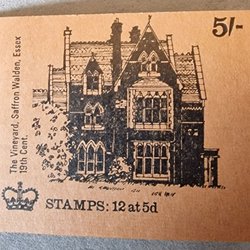 5/-
The Vineyard, Saffron Walden, Essex
19th Cent.
STAMPS: 12 at 5d